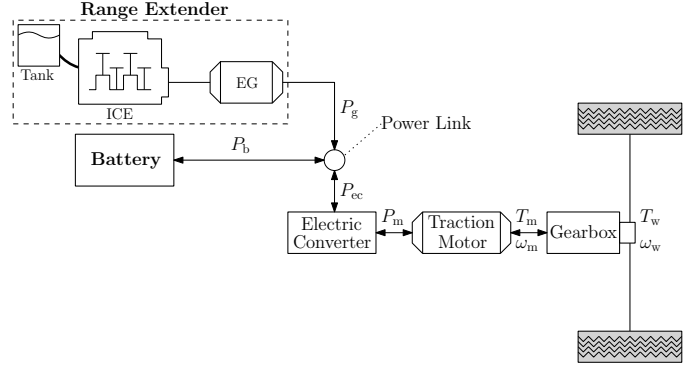 Range Extender
Tank
ICE
EG
P_g
Power Link
Battery
P_b
P_ec
Electric
Converter
P_m
Traction
Motor
T_m
ω_m
Gearbox
T_w
ω_w